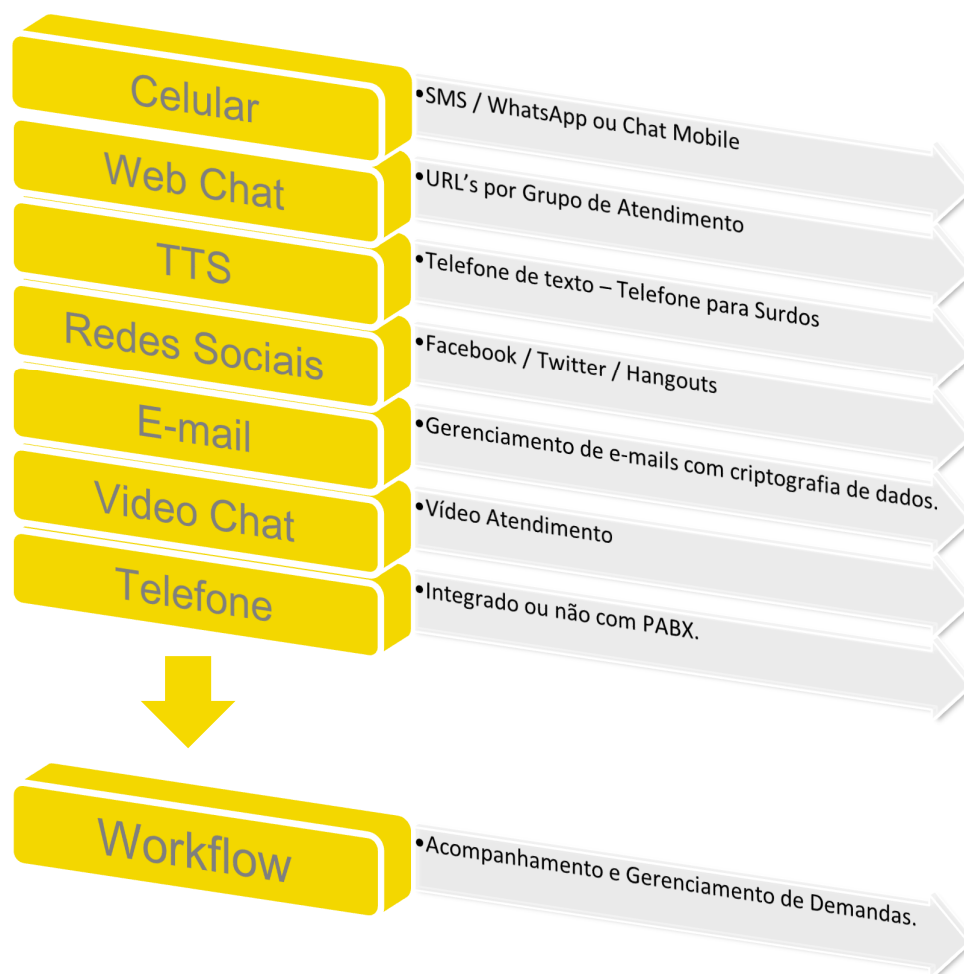 Celular
•SMS / WhatsApp ou Chat Mobile
Web Chat
•URL’s por Grupo de Atendimento
TTS
•Telefone de texto – Telefone para Surdos
Redes Sociais
•Facebook / Twitter / Hangouts
E-mail
•Gerenciamento de e-mails com criptografia de dados.
Video Chat
•Vídeo Atendimento
Telefone
•Integrado ou não com PABX.
Workflow
•Acompanhamento e Gerenciamento de Demandas.